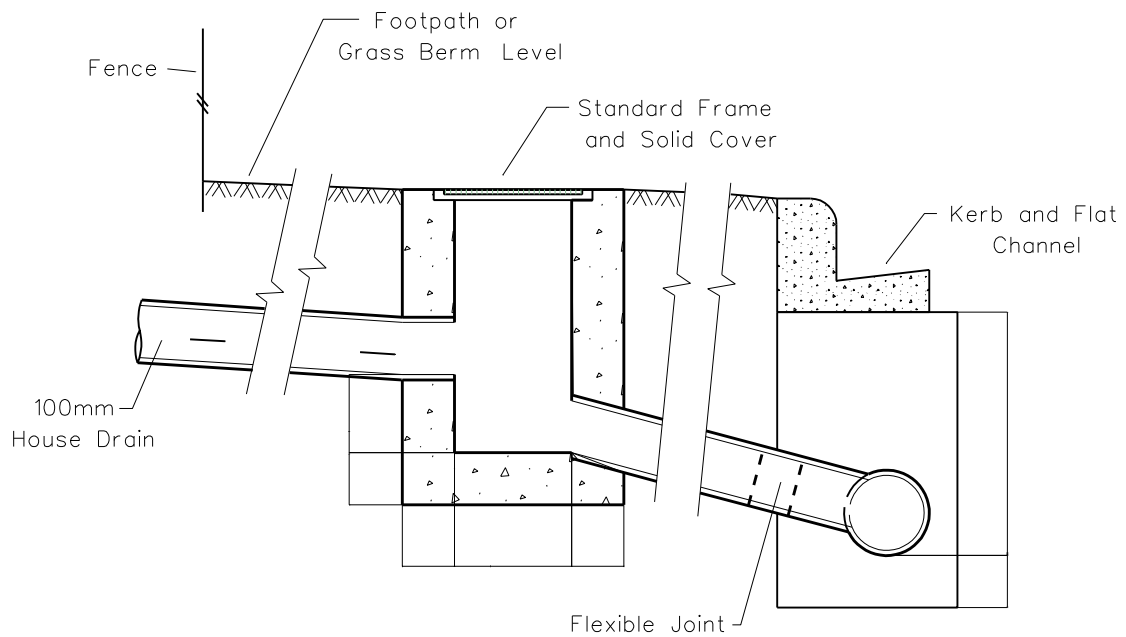 Footpath or
Grass Berm Level
Fence
Standard Frame
and Solid Cover
Kerb and Flat
Channel
100mm
House Drain
Flexible Joint